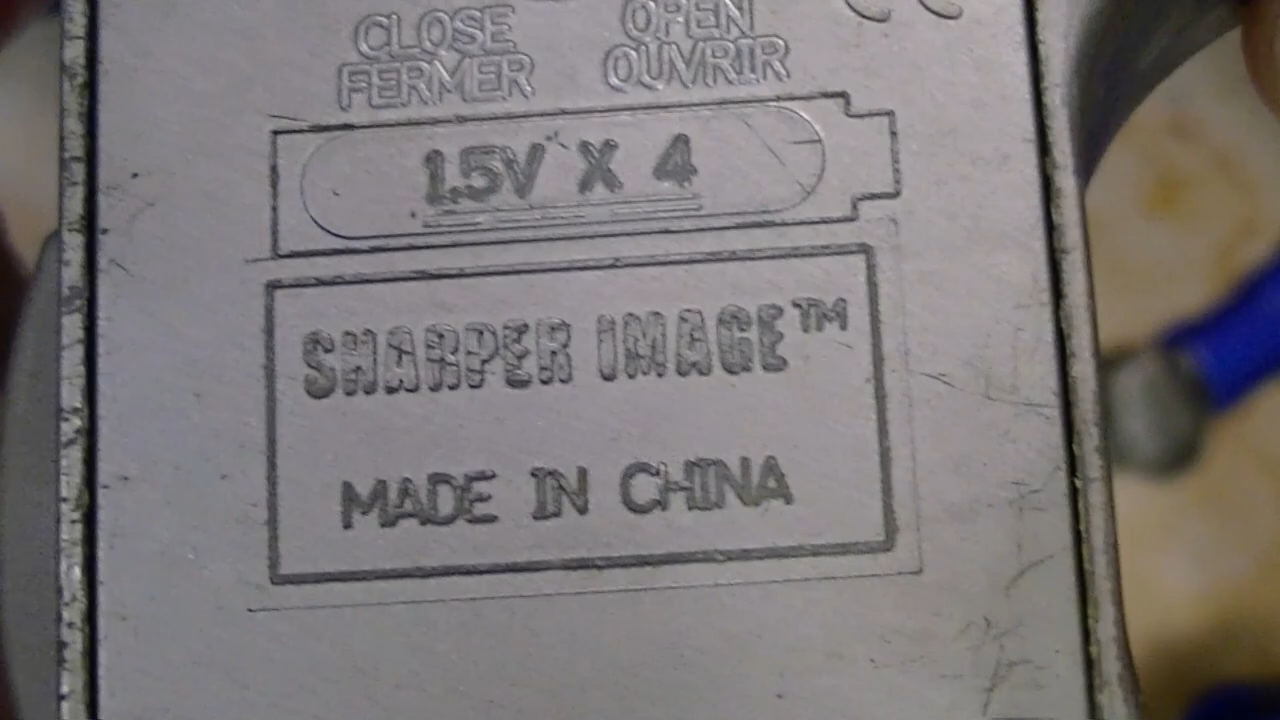 CLOSE OPEN
FERMER OUVRIR
1.5V X 4
SHARPER IMAGE™
MADE IN CHINA